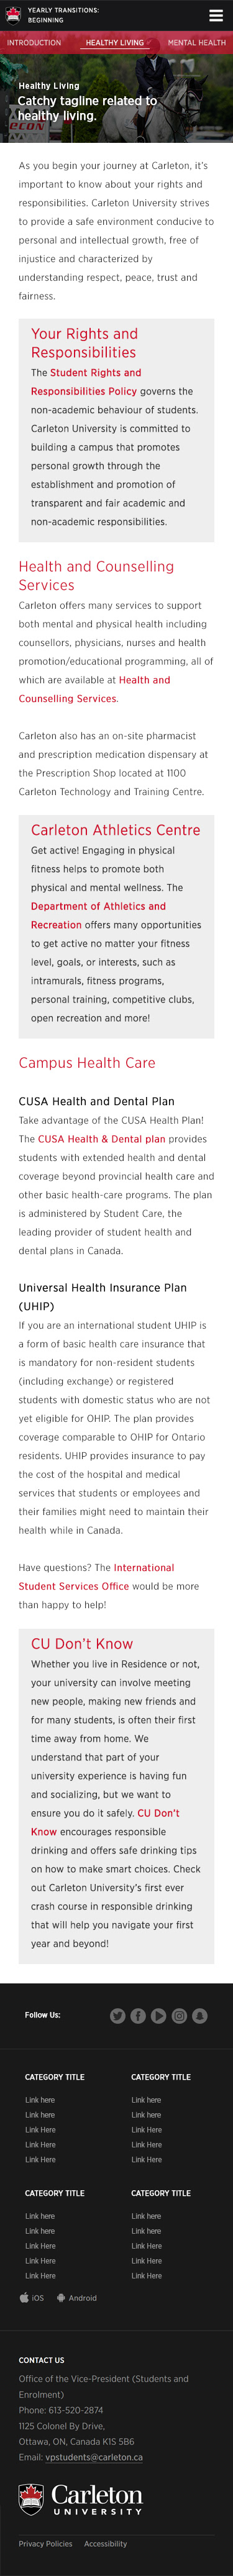 YEARLY TRANSITIONS:
BEGINNING
INTRODUCTION HEALTHY LIVING MENTAL HEALTH
Healthy Living
Catchy tagline related to
healthy living.
As you begin your journey at Carleton, it's
important to know about your rights and
responsibilities. Carleton University strives
to provide a safe environment conducive to
personal and intellectual growth, free of
injustice and characterized by
understanding respect, peace, trust and
fairness.
Your Rights and
Responsibilities
The Student Rights and
Responsibilities Policy governs the
non-academic behaviour of students.
Carleton University is committed to
building a campus that promotes
personal growth through the
establishment and promotion of
transparent and fair academic and
non-academic responsibilities.
Health and Counselling
Services
Carleton offers many services to support
both mental and physical health including
counsellors, physicians, nurses and health
promotion/educational programming, all of
which are available at Health and
Counselling Services.
Carleton also has an on-site pharmacist
and prescription medication dispensary at
the Prescription Shop located at 1100
Carleton Technology and Training Centre.
Carleton Athletics Centre
Get active! Engaging in physical
fitness helps to promote both
physical and mental wellness. The
Department of Athletics and
Recreation offers many opportunities
to get active no matter your fitness
level, goals, or interests, such as
intramurals, fitness programs,
personal training, competitive clubs,
open recreation and more!
Campus Health Care
CUSA Health and Dental Plan
Take advantage of the CUSA Health Plan!
The CUSA Health & Dental plan provides
students with extended health and dental
coverage beyond provincial health care and
other basic health-care programs. The plan
is administered by Student Care, the
leading provider of student health and
dental plans in Canada.
Universal Health Insurance Plan
(UHIP)
If you are an international student UHIP is
a form of basic health care insurance that
is mandatory for non-resident students
(including exchange) or registered
students with domestic status who are not
yet eligible for OHIP. The plan provides
coverage comparable to OHIP for Ontario
residents. UHIP provides insurance to pay
the cost of the hospital and medical
services that students or employees and
their families might need to maintain their
health while in Canada.
Have questions? The International
Student Services Office would be more
than happy to help!
CU Don't Know
Whether you live in Residence or not,
your university can involve meeting
new people, making new friends and
for many students, is often their first
time away from home. We
understand that part of your
university experience is having fun
and socializing, but we want to
ensure you do it safely. CU Don't
Know encourages responsible
drinking and offers safe drinking tips
on how to make smart choices. Check
out Carleton University's first ever
crash course in responsible drinking
that will help you navigate your first
year and beyond!
Follow Us:
CATEGORY TITLE CATEGORY TITLE
Link here Link here
Link here Link here
Link Here Link Here
Link Here Link Here
Link Here Link Here
CATEGORY TITLE CATEGORY TITLE
Link here Link here
Link here Link here
Link Here Link Here
Link Here Link Here
Link Here Link Here
iOS Android
CONTACT US
Office of the Vice-President (Students and
Enrolment)
Phone: 613-520-2874
1125 Colonel By Drive,
Ottawa, ON, Canada K1S 5B6
Email: vpstudents@carleton.ca
Carleton
UNIVERSITY
Privacy Policies Accessibility